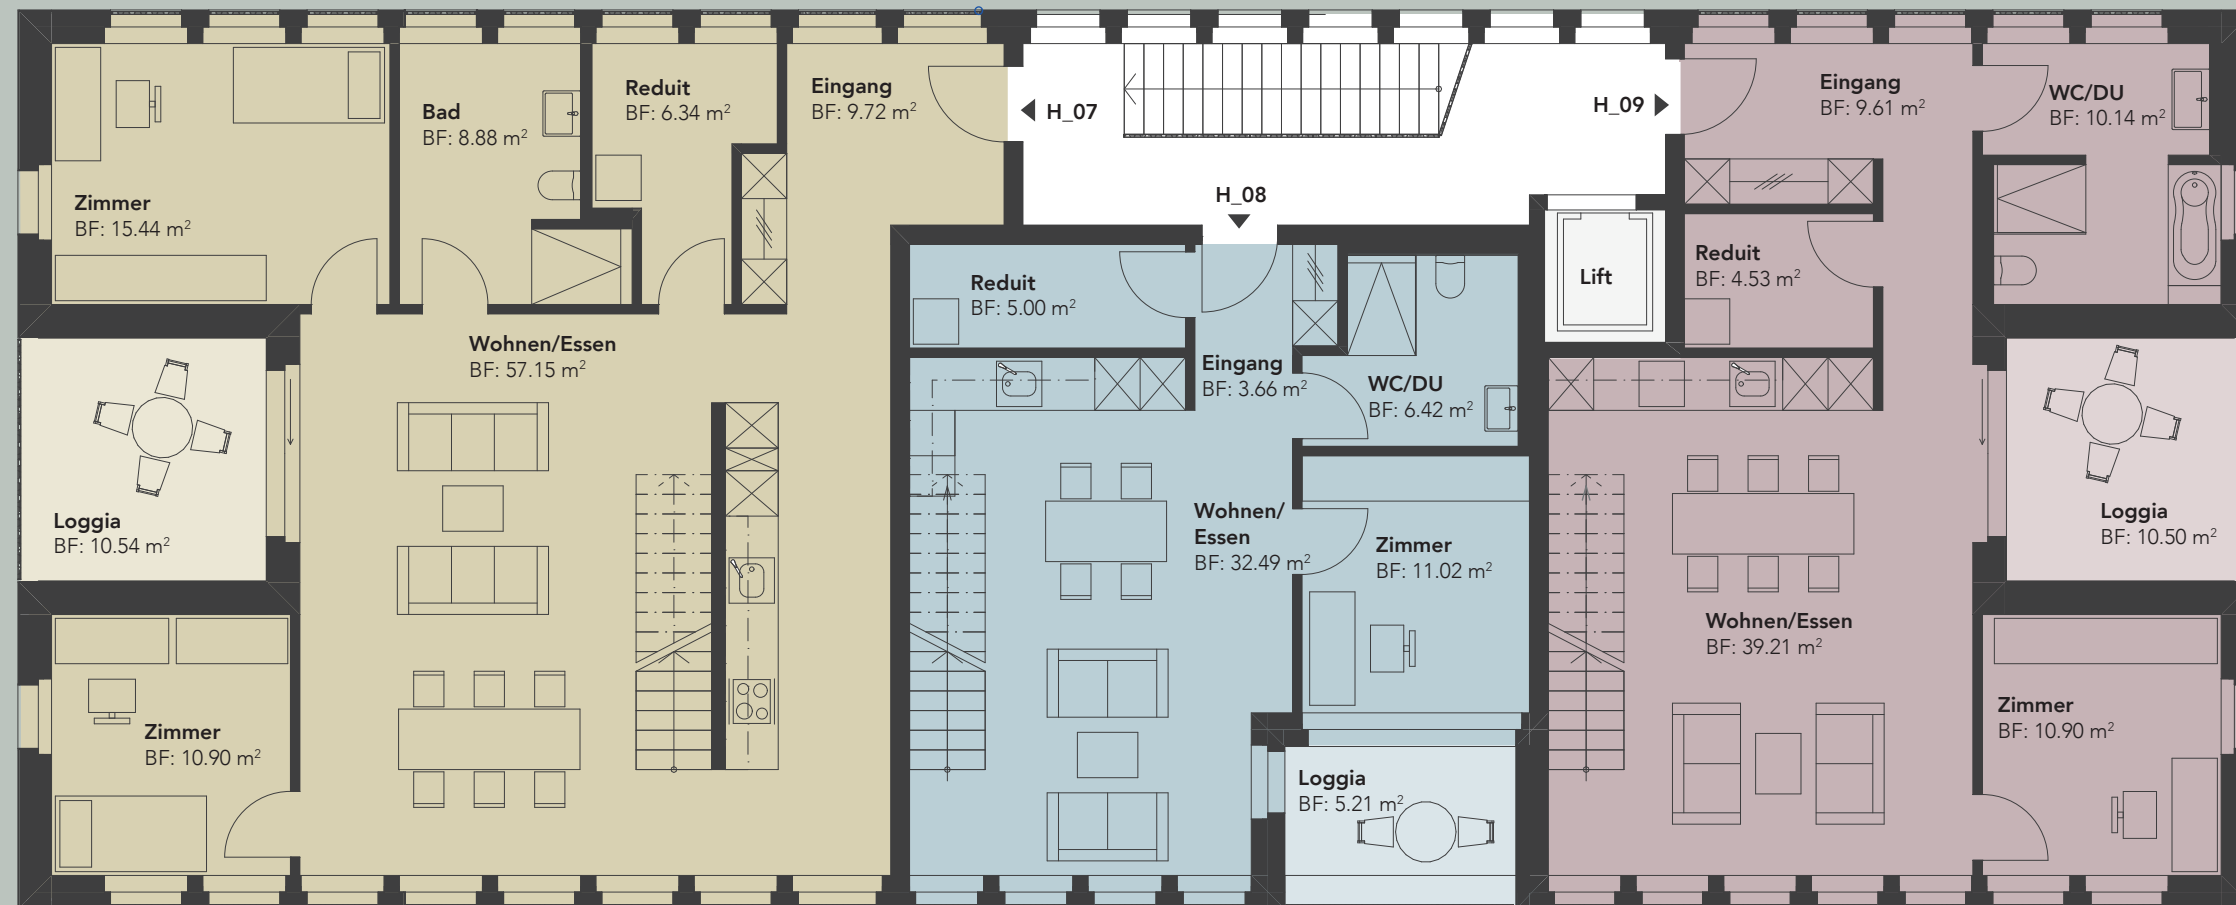 Zimmer
BF: 15.44 m²
Bad
BF: 8.88 m²
Reduit
BF: 6.34 m²
Eingang
BF: 9.72 m²
H_07
H_08
H_09
Eingang
BF: 9.61 m²
WC/DU
BF: 10.14 m²
Reduit
BF: 4.53 m²
Lift
Reduit
BF: 5.00 m²
Eingang
BF: 3.66 m²
WC/DU
BF: 6.42 m²
Wohnen/Essen
BF: 57.15 m²
Loggia
BF: 10.54 m²
Wohnen/
Essen
BF: 32.49 m²
Zimmer
BF: 11.02 m²
Loggia
BF: 10.50 m²
Wohnen/Essen
BF: 39.21 m²
Zimmer
BF: 10.90 m²
Zimmer
BF: 10.90 m²
Loggia
BF: 5.21 m²